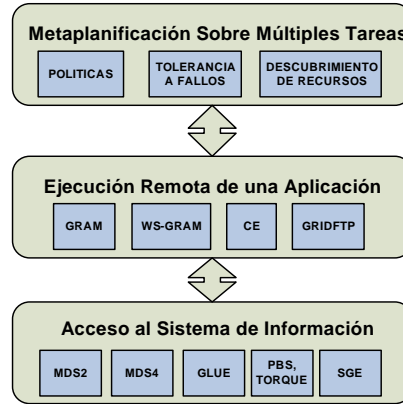 Metaplanificación Sobre Múltiples Tareas
POLITICAS
TOLERANCIA
A FALLOS
DESCUBRIMIENTO
DE RECURSOS
Ejecución Remota de una Aplicación
GRAM
WS-GRAM
CE
GRIDFTP
Acceso al Sistema de Información
MDS2
MDS4
GLUE
PBS,
TORQUE
SGE